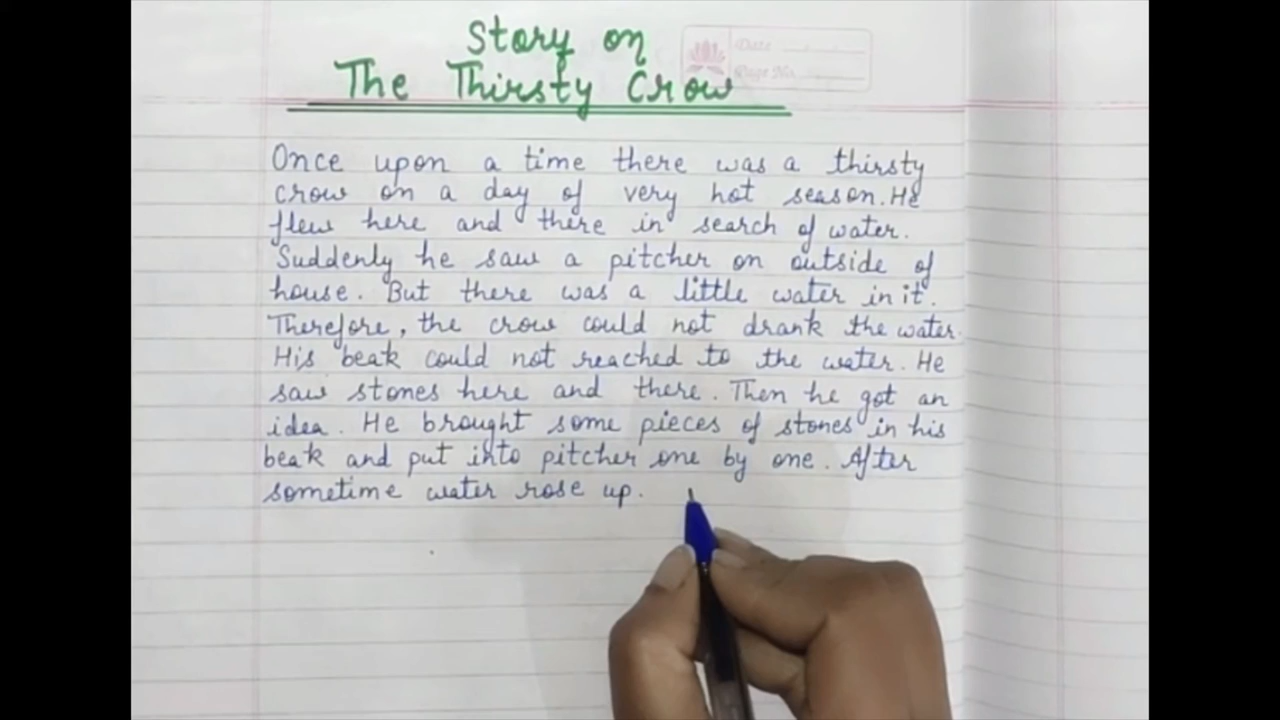 Story on
The Thirsty Crow
Date
Page No.
Once upon a time there was a thirsty
crow on a day of very hot season. He
flew here and there in search of water.
Suddenly he saw a pitcher on outside of
house. But there was a little water in it.
Therefore, the crow could not drank the water.
His beak could not reached to the water. He
saw stones here and there. Then he got an
idea. He brought some pieces of stones in his
beak and put into pitcher one by one. After
sometime water rose up.